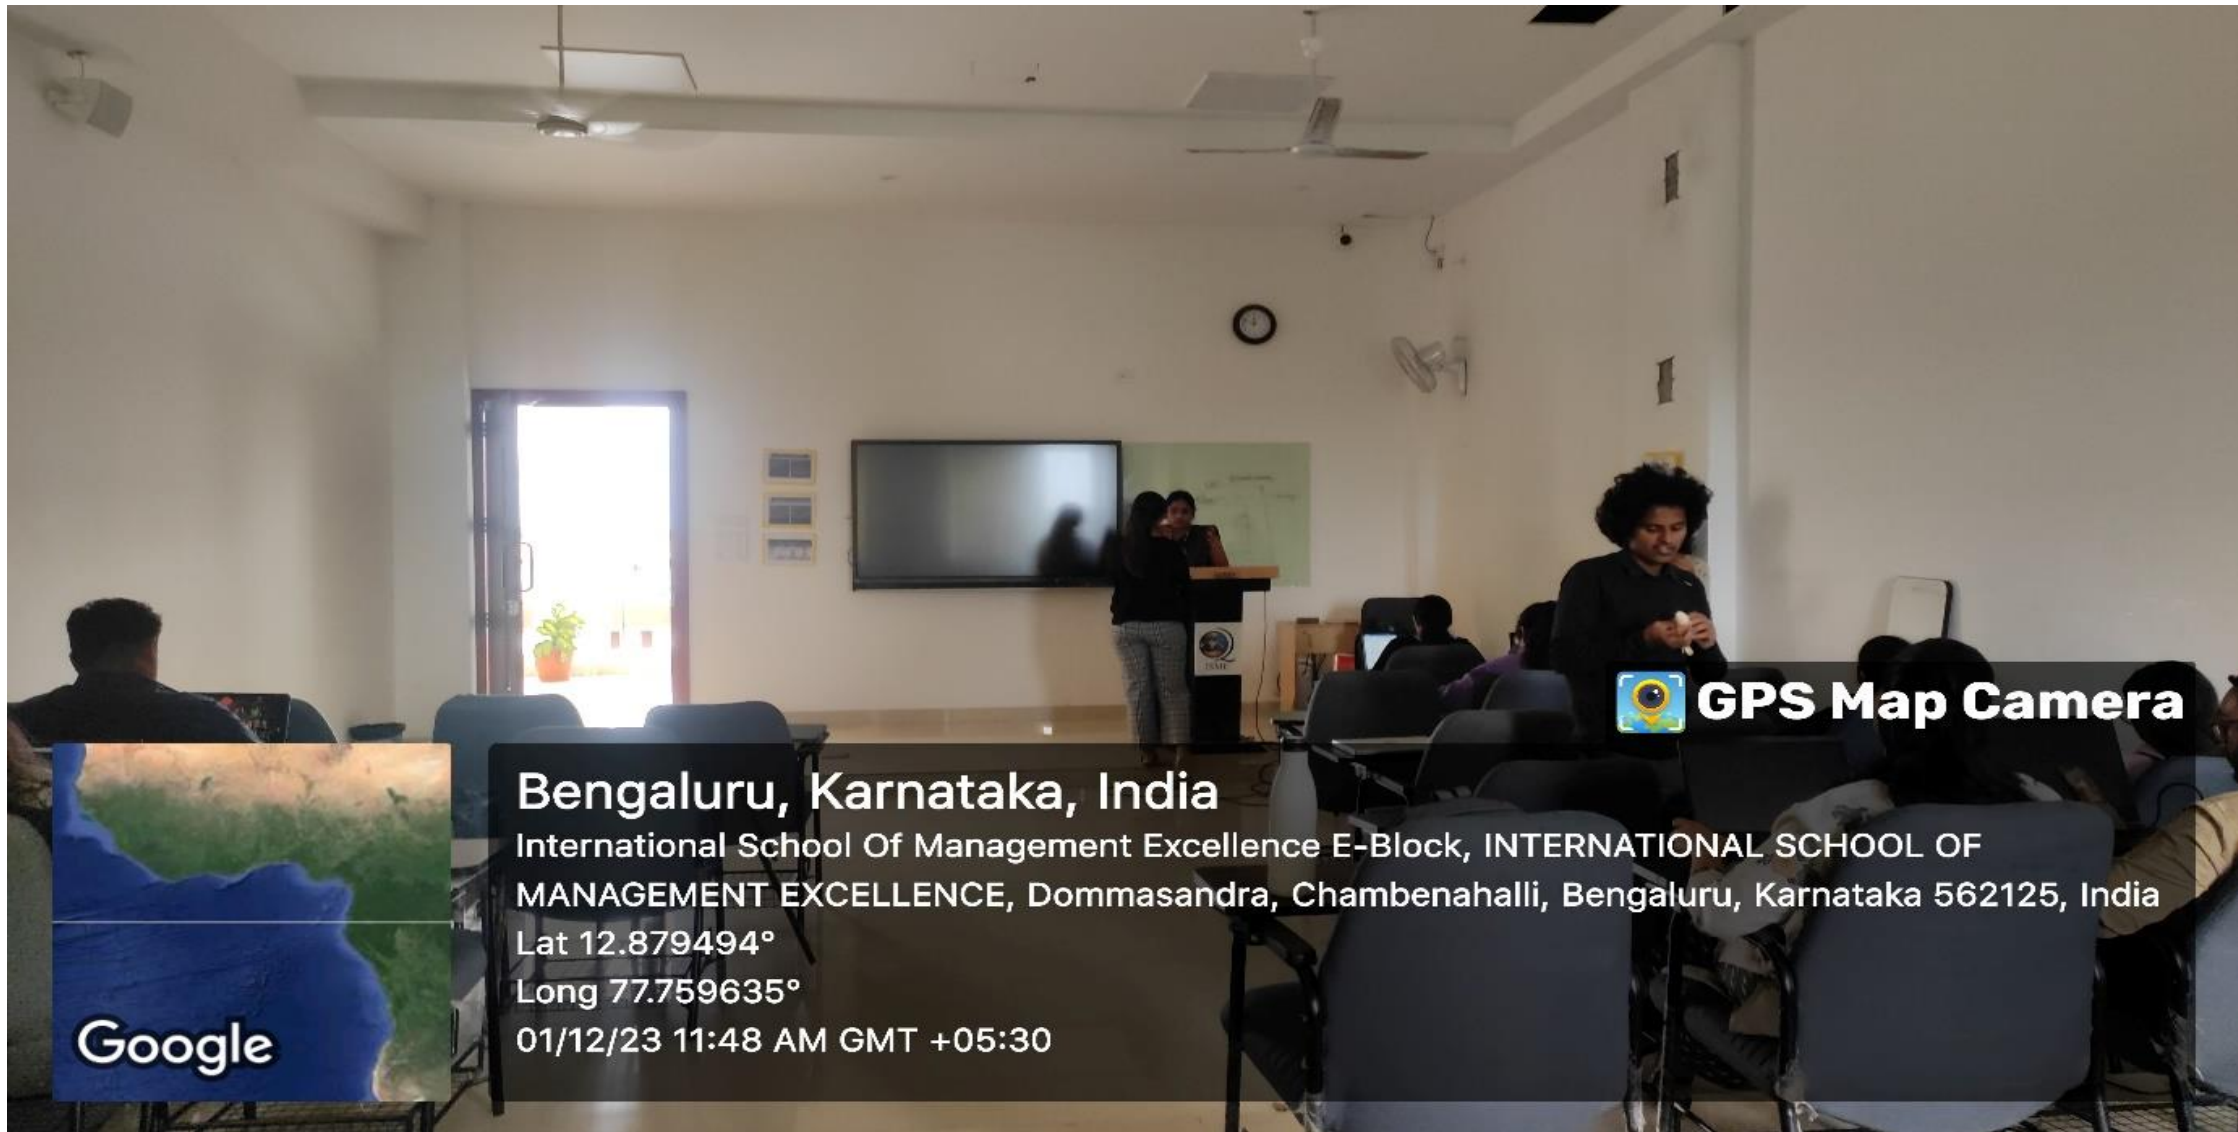 ISME
GPS Map Camera
Bengaluru, Karnataka, India
International School Of Management Excellence E-Block, INTERNATIONAL SCHOOL OF
MANAGEMENT EXCELLENCE, Dommasandra, Chambenahalli, Bengaluru, Karnataka 562125, India
Lat 12.879494°
Long 77.759635°
01/12/23 11:48 AM GMT +05:30
Google